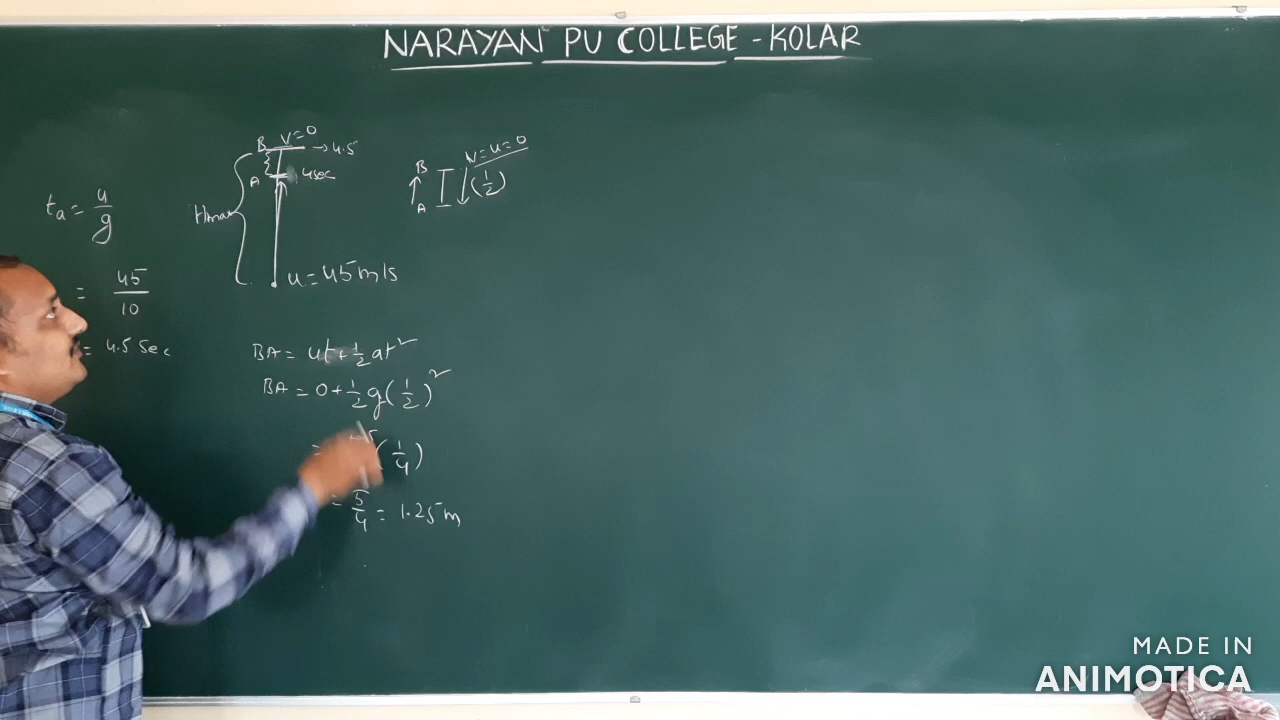 NARAYAN PU COLLEGE - KOLAR
B V=0
→4.5
A 4sec
Hmax
u=45m/s
tₐ = u/g
= 45/10
= 4.5 Sec
B
A
V=u=0
(1/2)
BA = ut+1/2 at²
BA = 0+1/2 g(1/2)²
= (1/4)
= 5/4 = 1.25m
MADE IN
ANIMOTICA